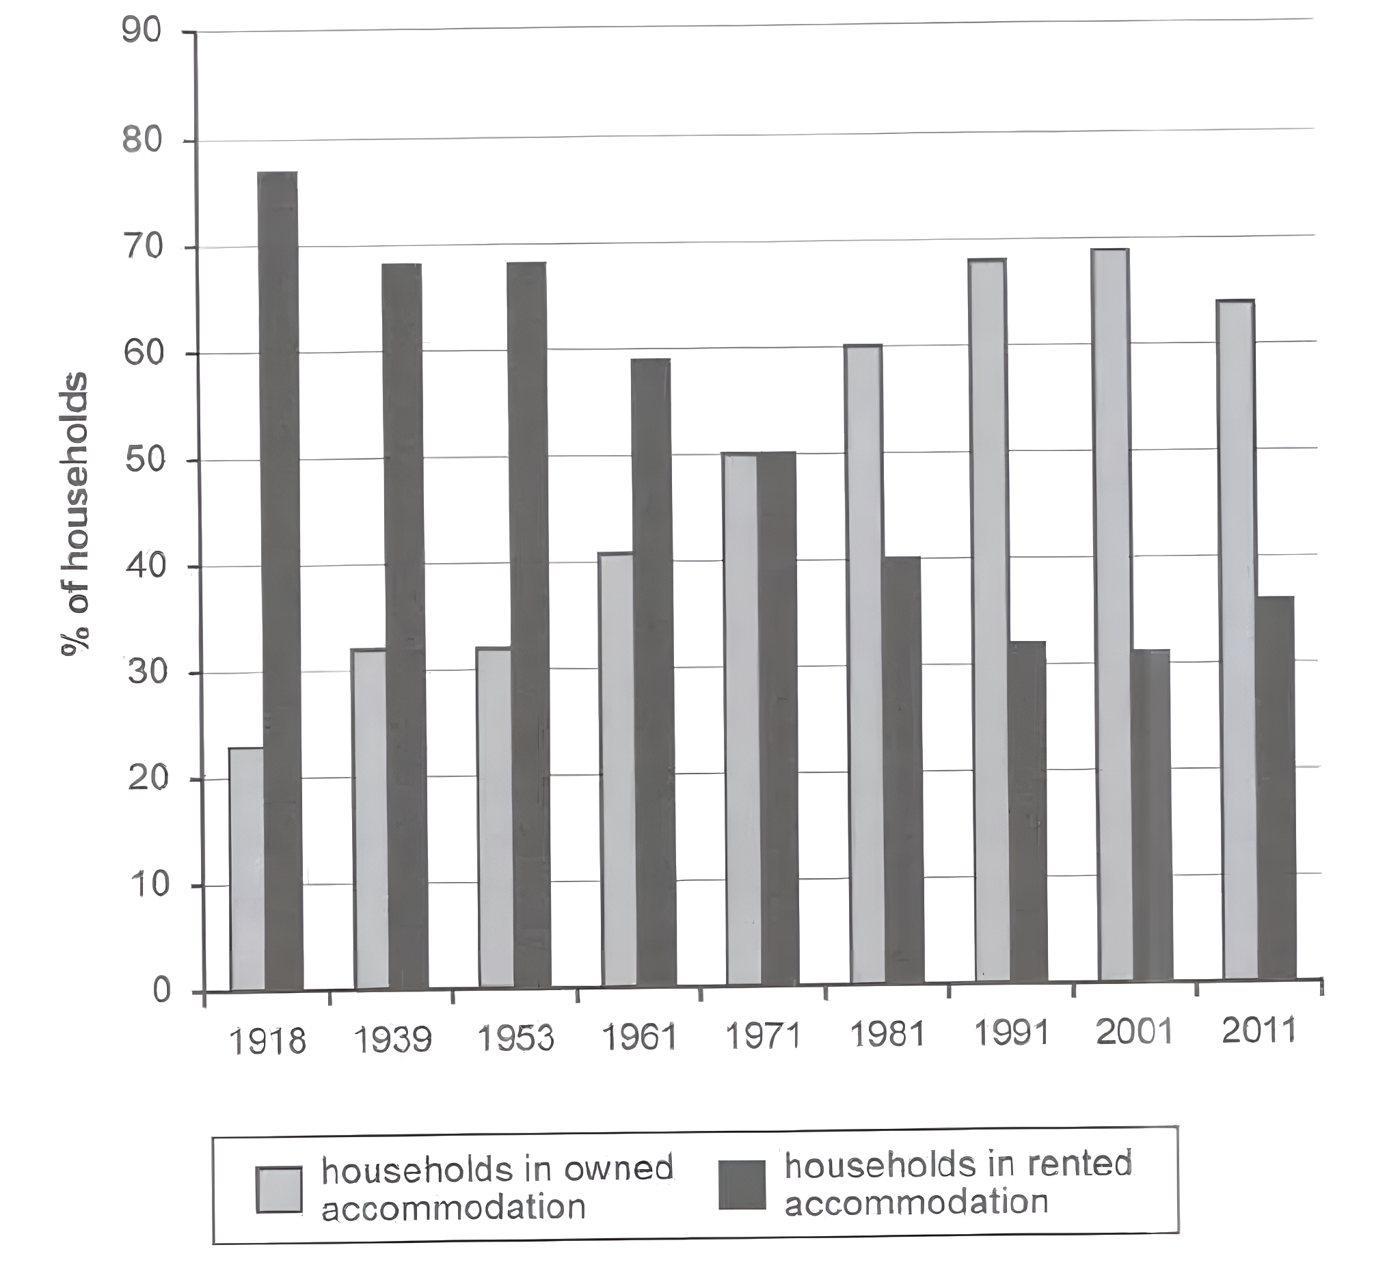 90
80
70
60
50
40
30
20
10
0
% of households
1918 1939 1953 1961 1971 1981 1991 2001 2011
households in owned
accommodation
households in rented
accommodation